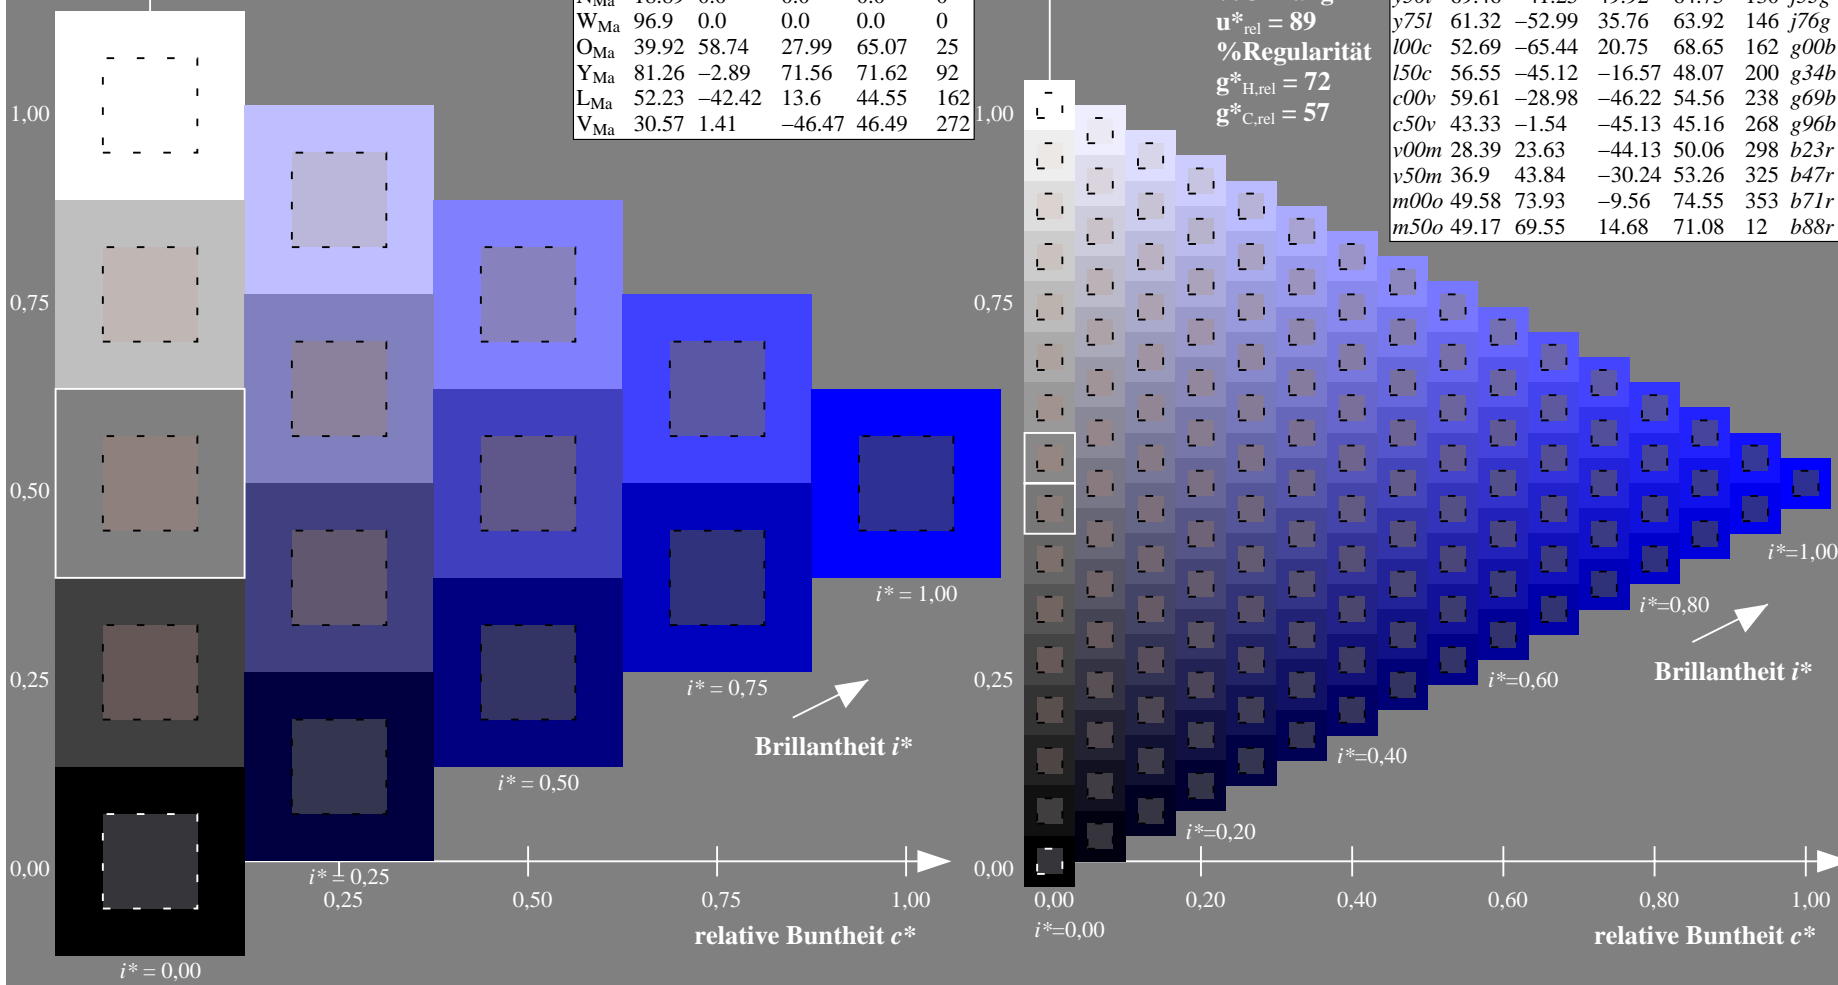 W_Ma 96.9 0.0 0.0 0.0 0
O_Ma 39.92 58.74 27.99 65.07 25
Y_Ma 81.26 −2.89 71.56 71.62 92
L_Ma 52.23 −42.42 13.6 44.55 162
V_Ma 30.57 1.41 −46.47 46.49 272
1,00
0,75
0,50
0,25
0,00
i* = 1,00
i* = 0,75
i* = 0,50
i* = 0,25
i* = 0,00
Brillantheit i*
0,25 0,50 0,75 1,00
relative Buntheit c*
u*rel = 89
%Regularität
g*H,rel = 72
g*C,rel = 57
y75l 61.32 −52.99 35.76 63.92 146 j76g
l00c 52.69 −65.44 20.75 68.65 162 g00b
l50c 56.55 −45.12 −16.57 48.07 200 g34b
c00v 59.61 −28.98 −46.22 54.56 238 g69b
c50v 43.33 −1.54 −45.13 45.16 268 g96b
v00m 28.39 23.63 −44.13 50.06 298 b23r
v50m 36.9 43.84 −30.24 53.26 325 b47r
m00o 49.58 73.93 −9.56 74.55 353 b71r
m50o 49.17 69.55 14.68 71.08 12 b88r
1,00
0,75
0,50
0,25
0,00
i*=1,00
i*=0,80
i*=0,60
i*=0,40
i*=0,20
i*=0,00
Brillantheit i*
0,00 0,20 0,40 0,60 0,80 1,00
relative Buntheit c*